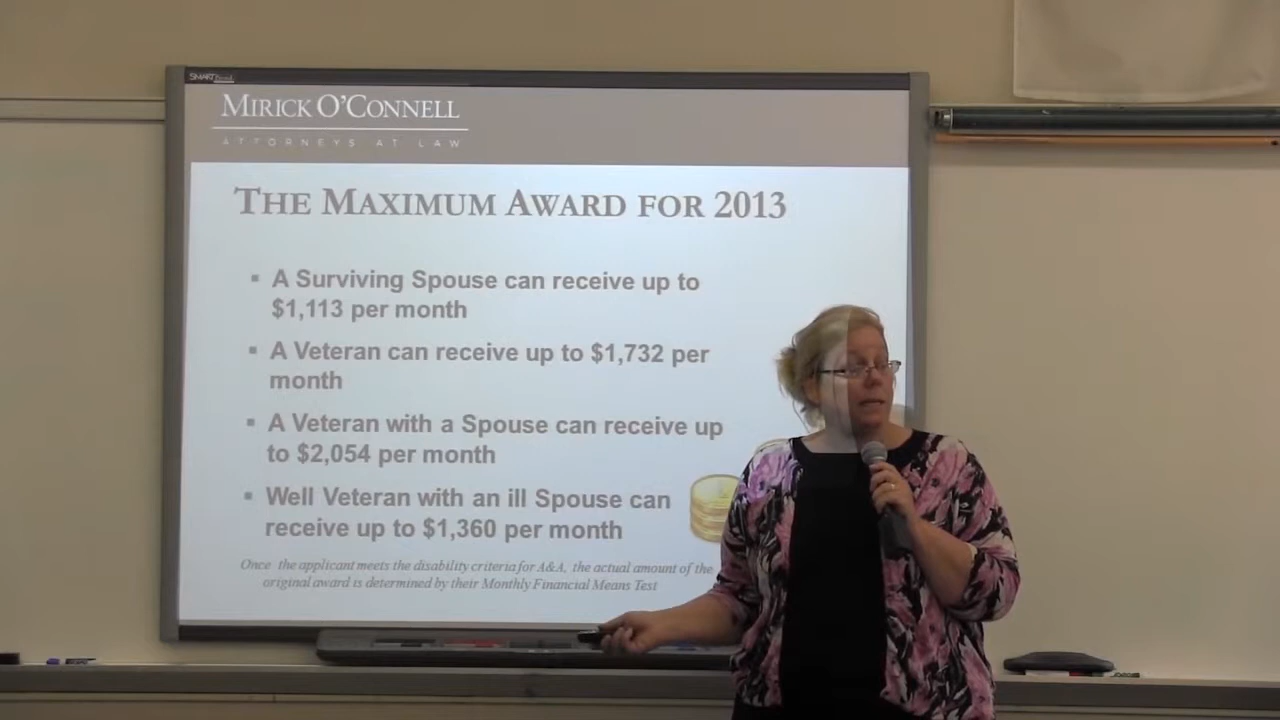 SMART Board
MIRICK O'CONNELL
ATTORNEYS AT LAW
THE MAXIMUM AWARD FOR 2013
▪ A Surviving Spouse can receive up to
$1,113 per month
▪ A Veteran can receive up to $1,732 per
month
▪ A Veteran with a Spouse can receive up
to $2,054 per month
▪ Well Veteran with an ill Spouse can
receive up to $1,360 per month
Once the applicant meets the disability criteria for A&A, the actual amount of the
original award is determined by their Monthly Financial Means Test